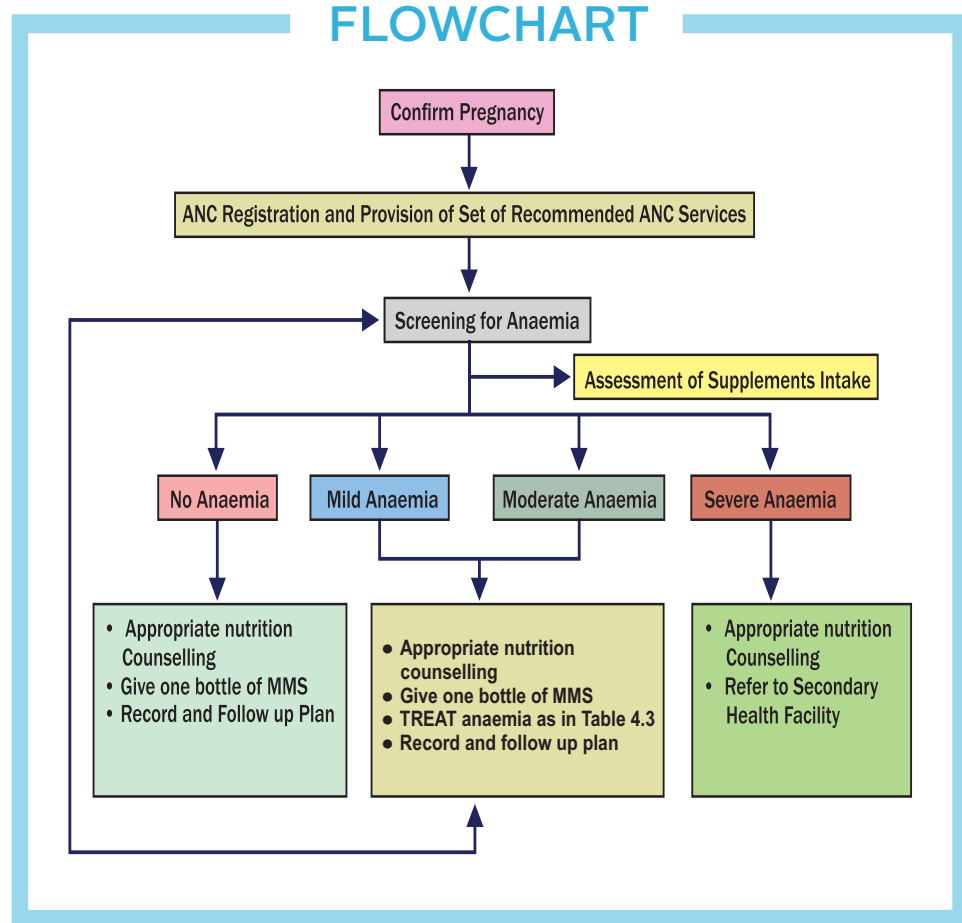 FLOWCHART
Confirm Pregnancy
ANC Registration and Provision of Set of Recommended ANC Services
Screening for Anaemia
Assessment of Supplements Intake
No Anaemia
Mild Anaemia
Moderate Anaemia
Severe Anaemia
• Appropriate nutrition
Counselling
• Give one bottle of MMS
• Record and Follow up Plan
● Appropriate nutrition
counselling
● Give one bottle of MMS
● TREAT anaemia as in Table 4.3
● Record and follow up plan
• Appropriate nutrition
Counselling
• Refer to Secondary
Health Facility